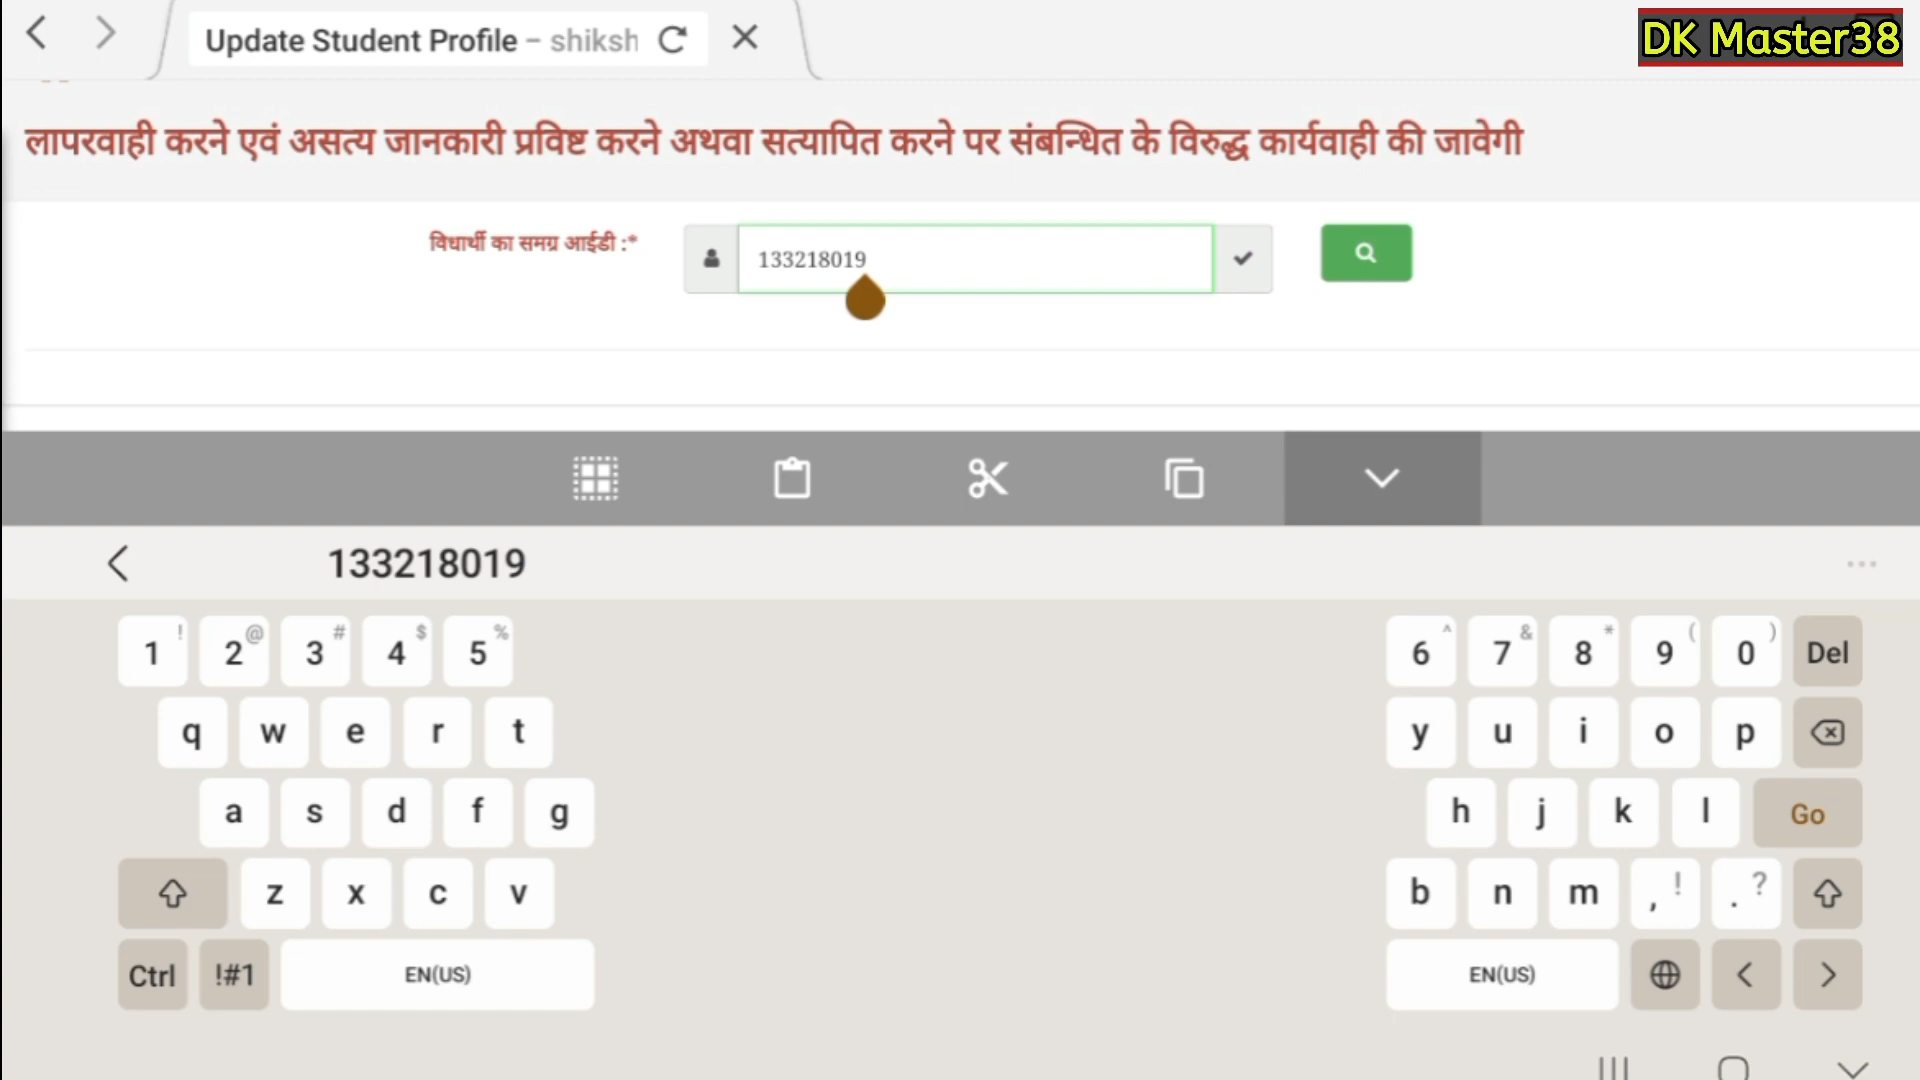 Update Student Profile – shiksh
DK Master38
लापरवाही करने एवं असत्य जानकारी प्रविष्ट करने अथवा सत्यापित करने पर संबन्धित के विरुद्ध कार्यवाही की जावेगी
विधार्थी का समग्र आईडी :*
133218019
133218019
1 ! 2 @ 3 # 4 $ 5 % 6 ^ 7 & 8 * 9 ( 0 ) Del
q w e r t y u i o p
a s d f g h j k l Go
z x c v b n m , ! . ?
Ctrl !#1 EN(US) EN(US)